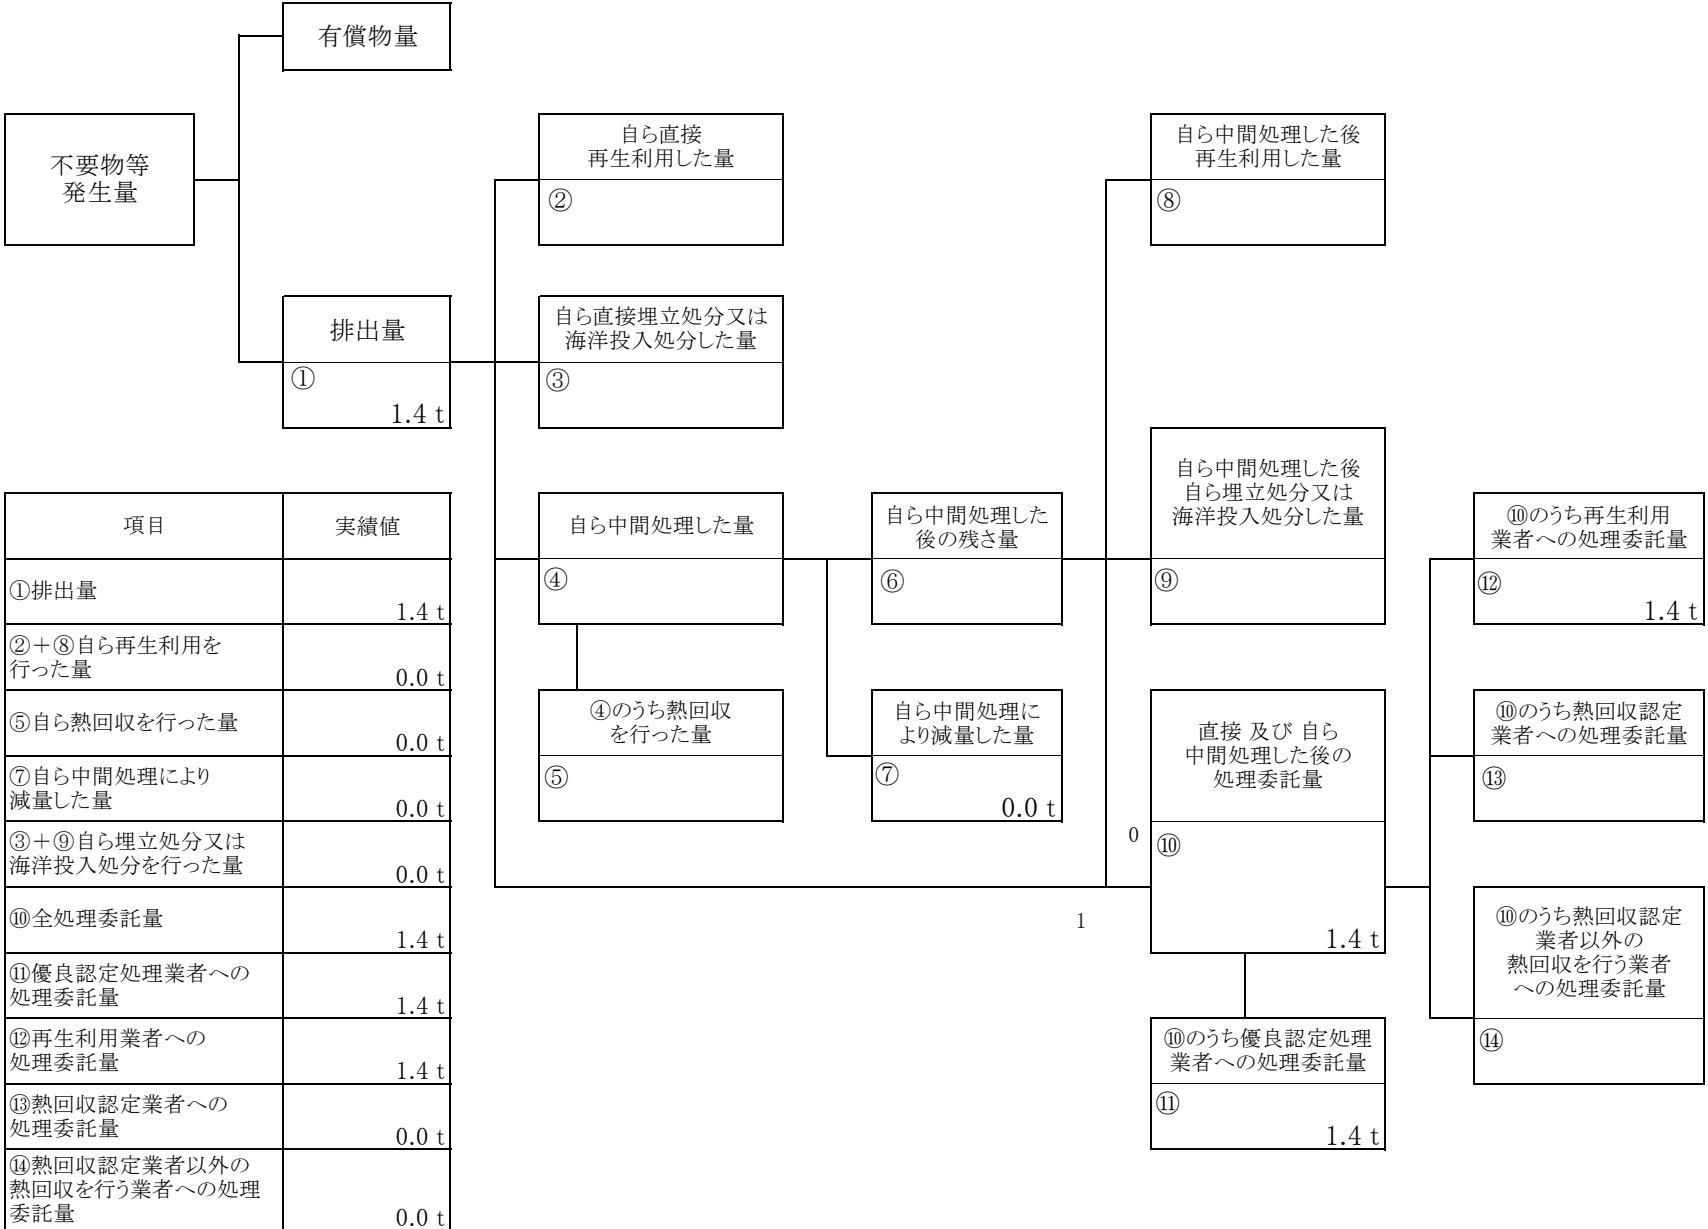 有償物量
不要物等
発生量
自ら直接
再生利用した量
②
自ら中間処理した後
再生利用した量
⑧
排出量
①
1.4 t
自ら直接埋立処分又は
海洋投入処分した量
③
自ら中間処理した量
④
自ら中間処理した
後の残さ量
⑥
自ら中間処理した後
自ら埋立処分又は
海洋投入処分した量
⑨
⑩のうち再生利用
業者への処理委託量
⑫
1.4 t
④のうち熱回収
を行った量
⑤
自ら中間処理に
より減量した量
⑦
0.0 t
0
1
直接 及び 自ら
中間処理した後の
処理委託量
⑩
1.4 t
⑩のうち熱回収認定
業者への処理委託量
⑬
⑩のうち熱回収認定
業者以外の
熱回収を行う業者
への処理委託量
⑭
⑩のうち優良認定処理
業者への処理委託量
⑪
1.4 t
項目 実績値
①排出量
1.4 t
②＋⑧自ら再生利用を
行った量
0.0 t
⑤自ら熱回収を行った量
0.0 t
⑦自ら中間処理により
減量した量
0.0 t
③＋⑨自ら埋立処分又は
海洋投入処分を行った量
0.0 t
⑩全処理委託量
1.4 t
⑪優良認定処理業者への
処理委託量
1.4 t
⑫再生利用業者への
処理委託量
1.4 t
⑬熱回収認定業者への
処理委託量
0.0 t
⑭熱回収認定業者以外の
熱回収を行う業者への処理
委託量
0.0 t